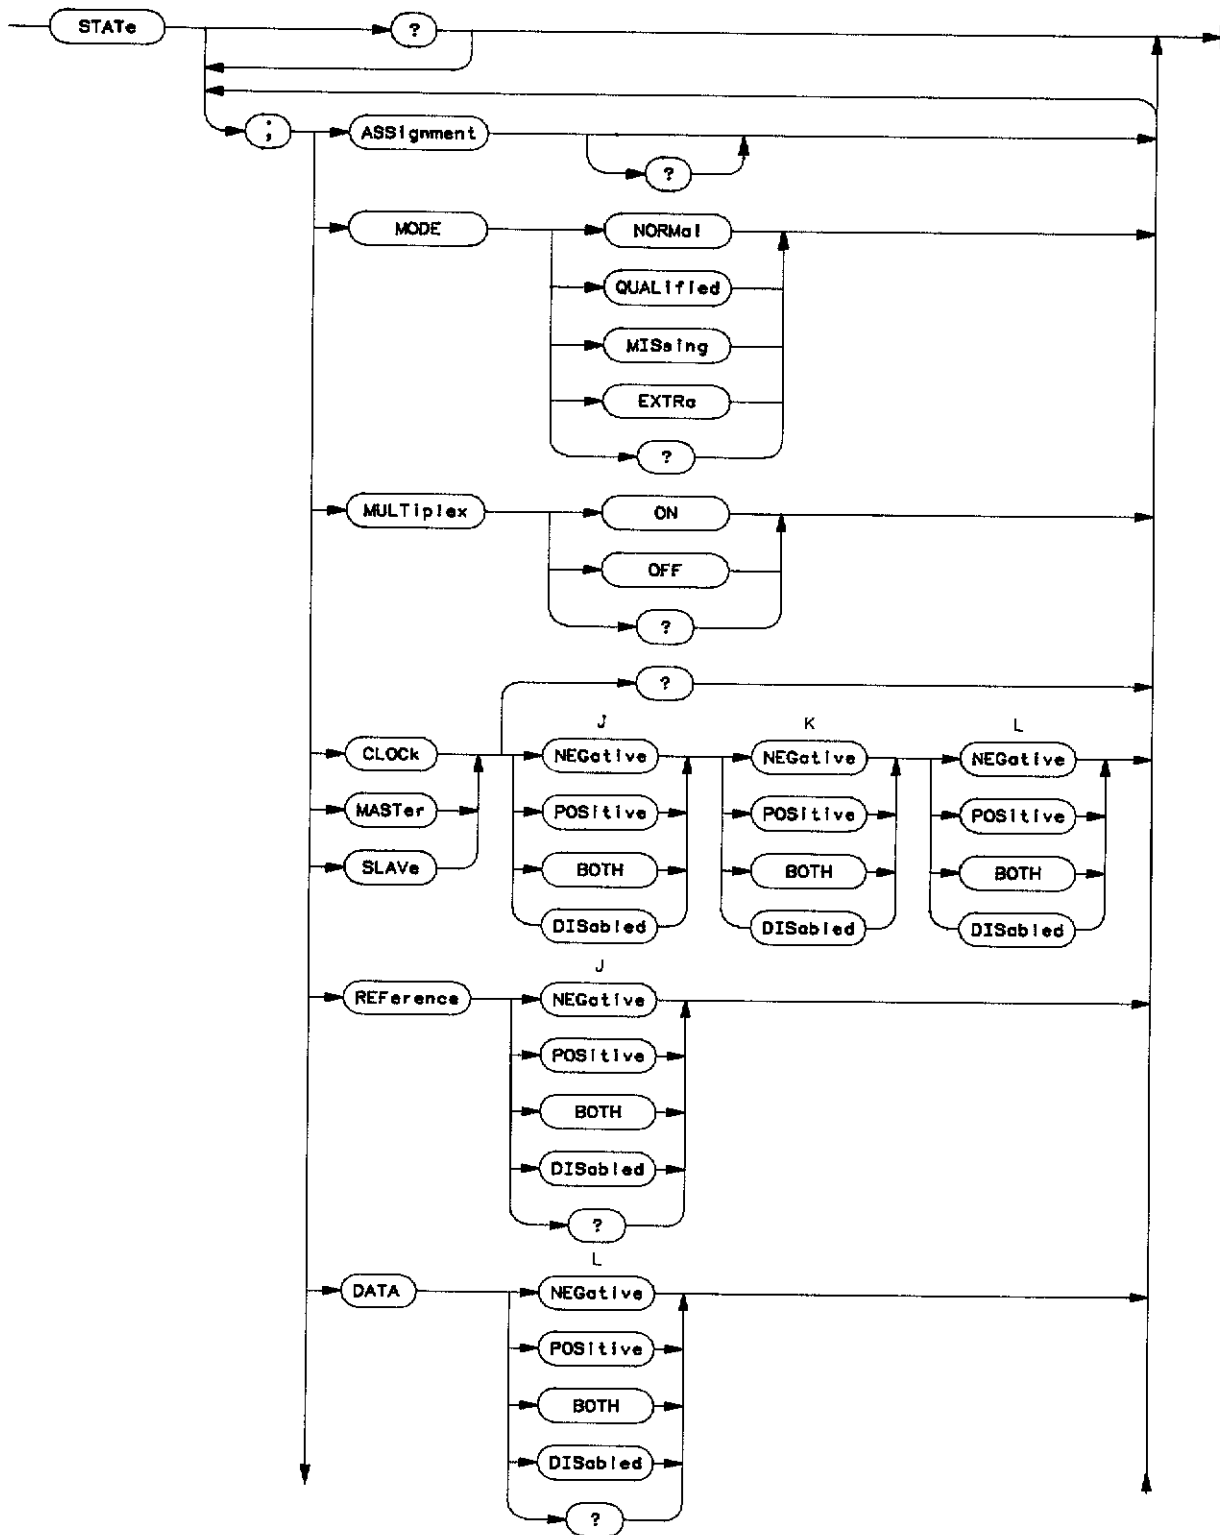 STATe ?
;
ASSignment
?
MODE NORMal
QUALified
MISsing
EXTRa
?
MULTiplex ON
OFF
?
?
J K L
CLOCk NEGative NEGative NEGative
MASTer POSitive POSitive POSitive
SLAVe BOTH BOTH BOTH
DISabled DISabled DISabled
J
REFerence NEGative
POSitive
BOTH
DISabled
?
L
DATA NEGative
POSitive
BOTH
DISabled
?